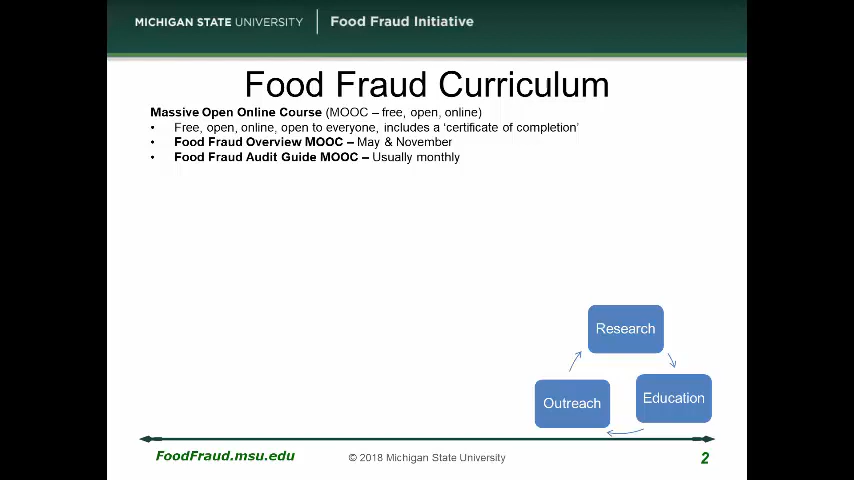 MICHIGAN STATE UNIVERSITY | Food Fraud Initiative
Food Fraud Curriculum
Massive Open Online Course (MOOC – free, open, online)
• Free, open, online, open to everyone, includes a ‘certificate of completion’
• Food Fraud Overview MOOC – May & November
• Food Fraud Audit Guide MOOC – Usually monthly
Research
Education
Outreach
FoodFraud.msu.edu
© 2018 Michigan State University
2